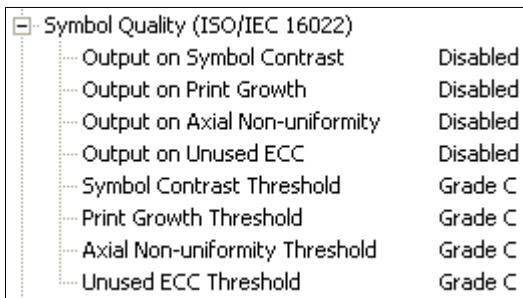 Symbol Quality (ISO/IEC 16022)
Output on Symbol Contrast Disabled
Output on Print Growth Disabled
Output on Axial Non-uniformity Disabled
Output on Unused ECC Disabled
Symbol Contrast Threshold Grade C
Print Growth Threshold Grade C
Axial Non-uniformity Threshold Grade C
Unused ECC Threshold Grade C